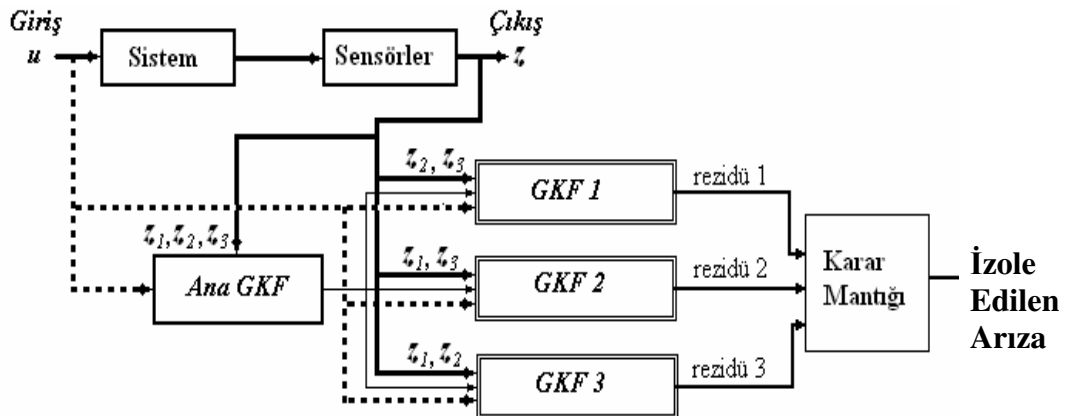 Giriş
u
Sistem
Sensörler
Çıkış
z
z2, z3
GKF 1
rezidü 1
z1,z2,z3
Ana GKF
z1, z3
GKF 2
rezidü 2
z1, z2
GKF 3
rezidü 3
Karar
Mantığı
İzole
Edilen
Arıza